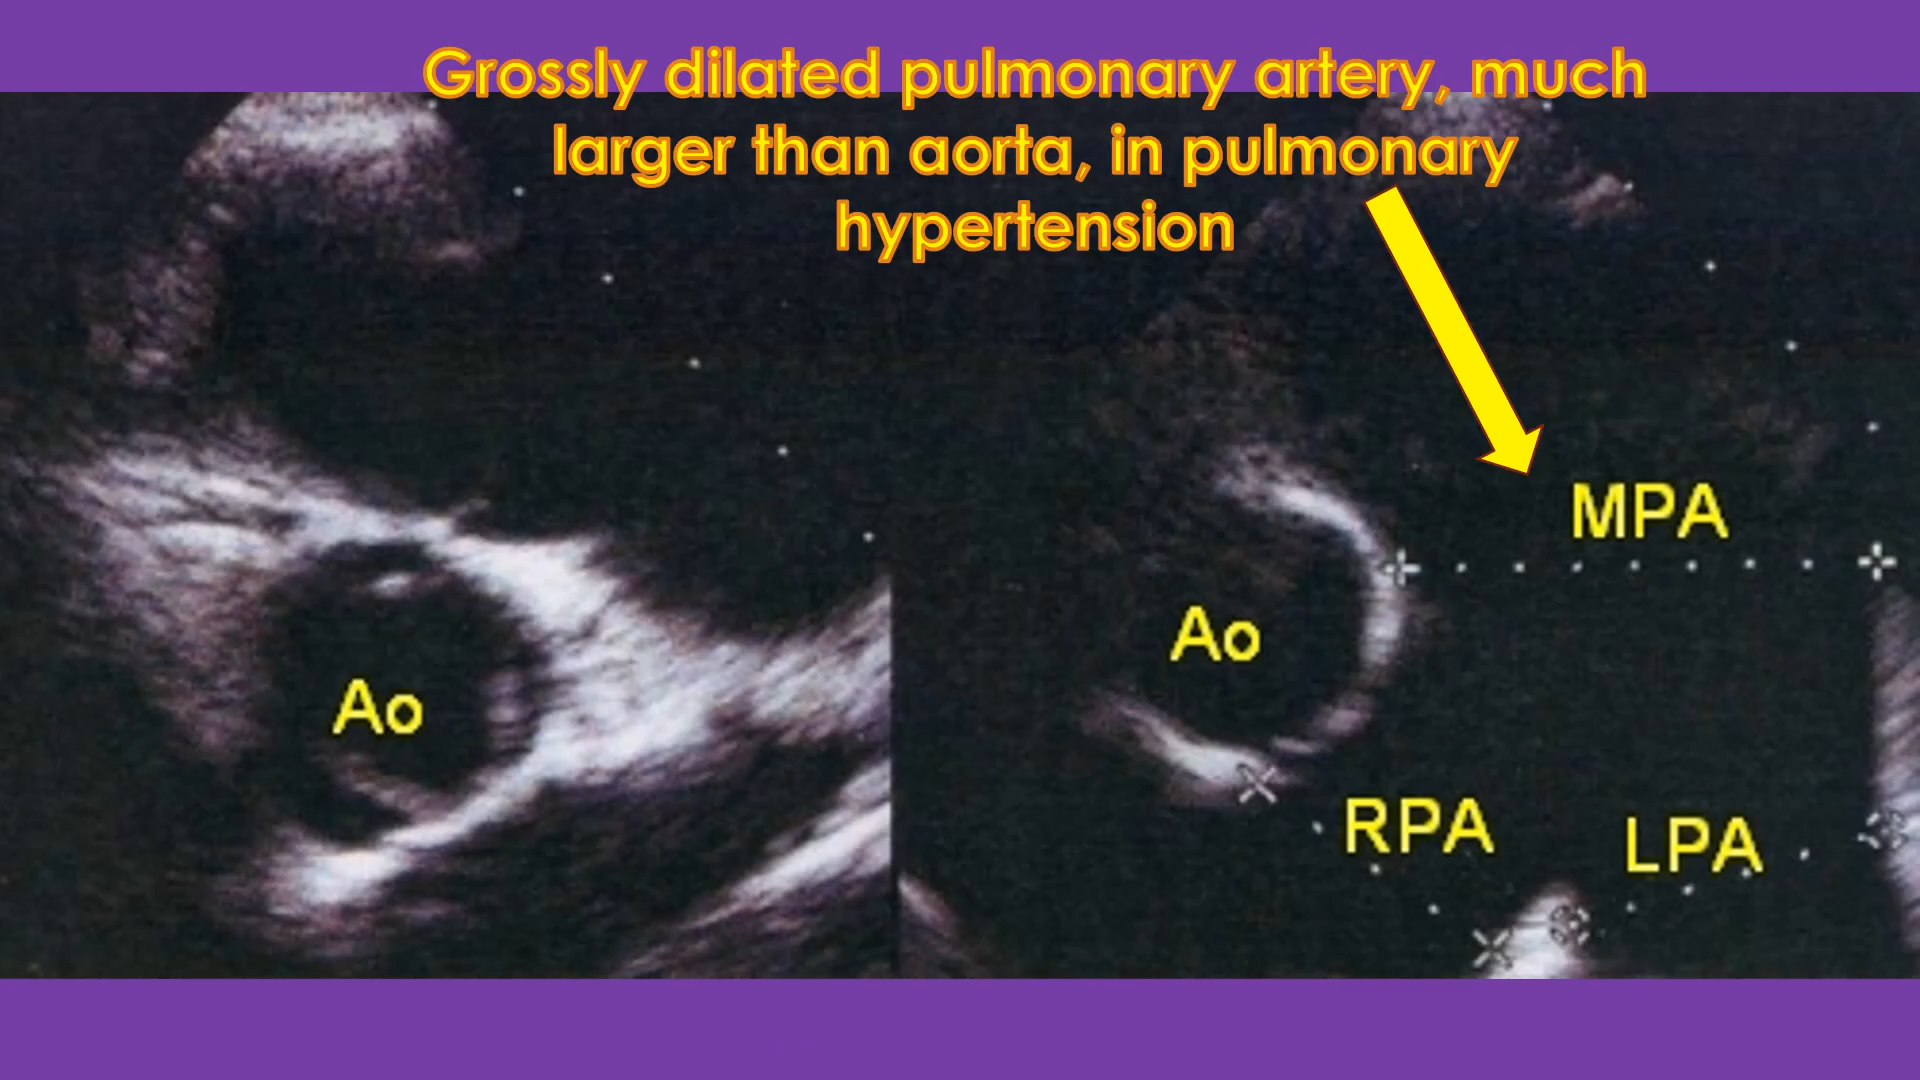 Grossly dilated pulmonary artery, much
larger than aorta, in pulmonary
hypertension
MPA
Ao
Ao
RPA
LPA